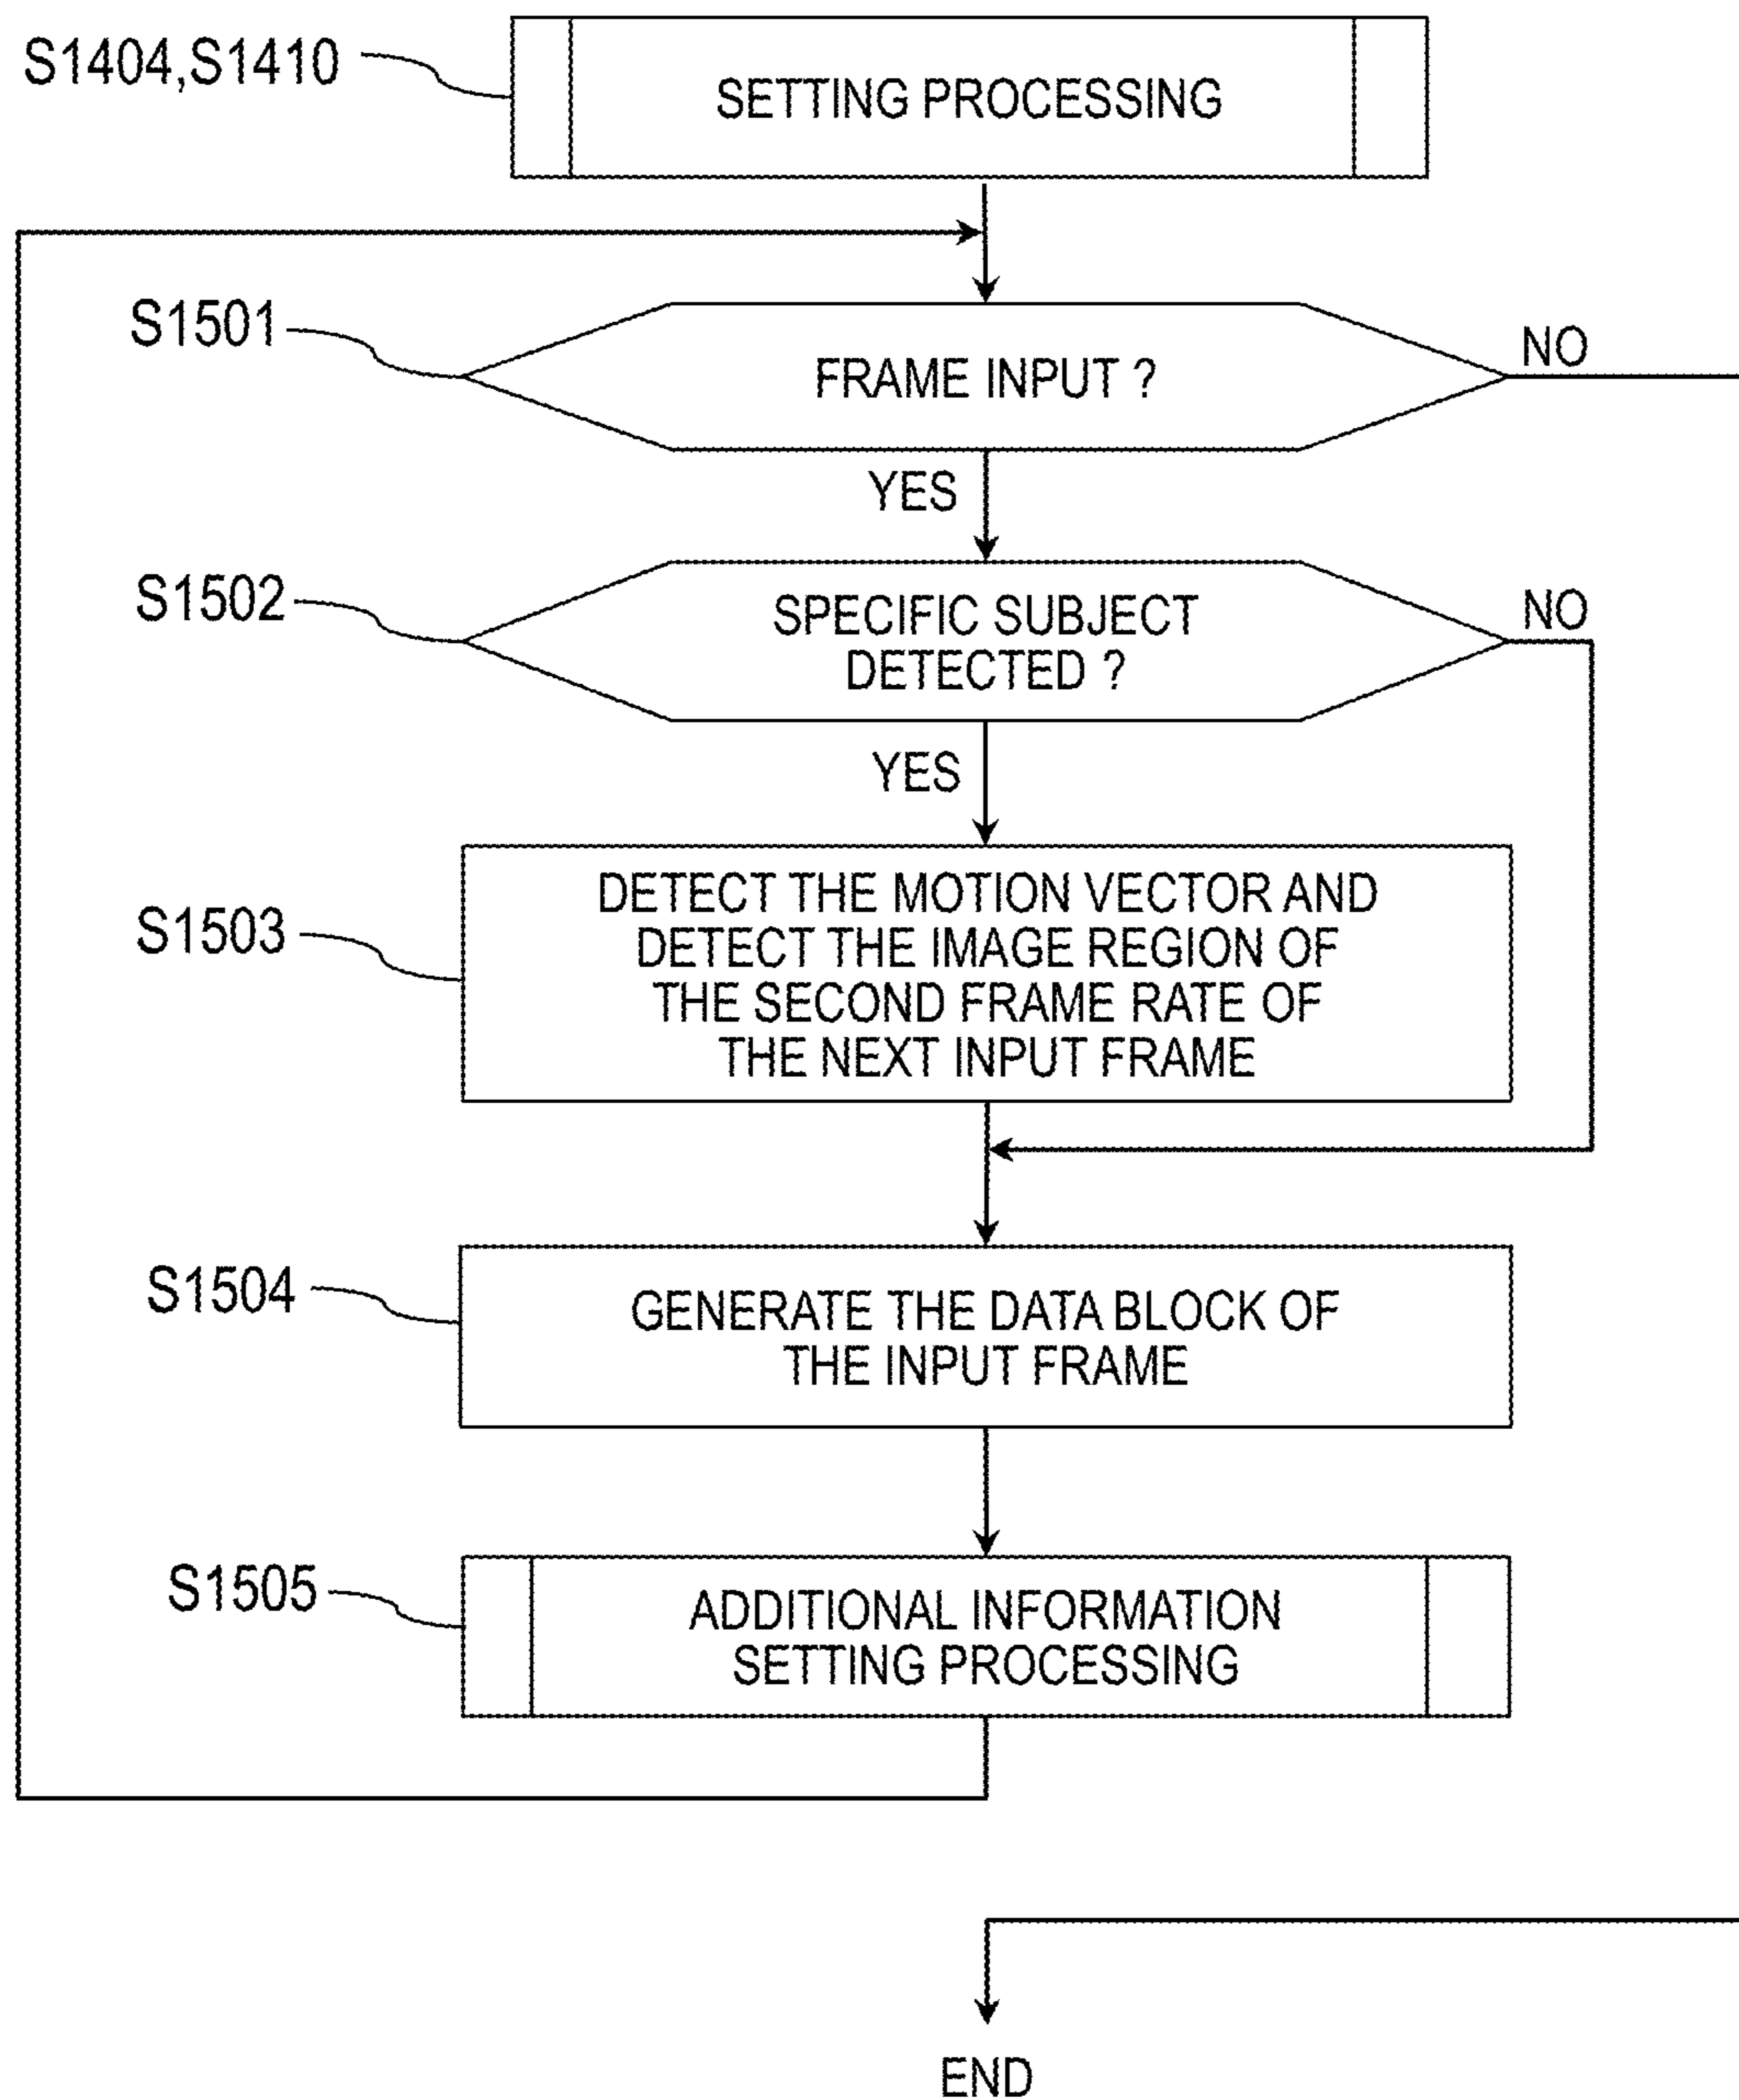 S1404,S1410
SETTING PROCESSING
S1501
FRAME INPUT ?
NO
YES
S1502
SPECIFIC SUBJECT
DETECTED ?
NO
YES
S1503
DETECT THE MOTION VECTOR AND
DETECT THE IMAGE REGION OF
THE SECOND FRAME RATE OF
THE NEXT INPUT FRAME
S1504
GENERATE THE DATA BLOCK OF
THE INPUT FRAME
S1505
ADDITIONAL INFORMATION
SETTING PROCESSING
END